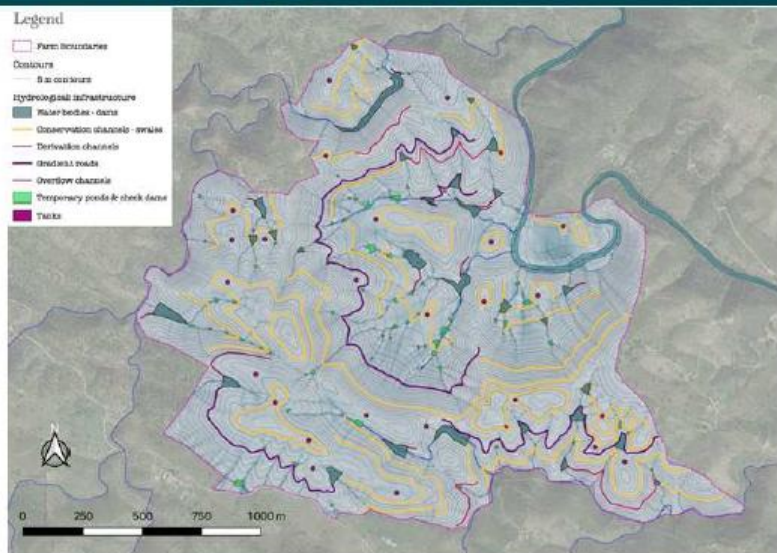 Legend
Farm Boundaries
Contours
5 m contours
Hydrological infrastructure
Water bodies - dams
Conservation channels - swales
Derivation channels
Gradient roads
Overflow channels
Temporary ponds & check dams
Tanks
N
0 250 500 750 1000 m